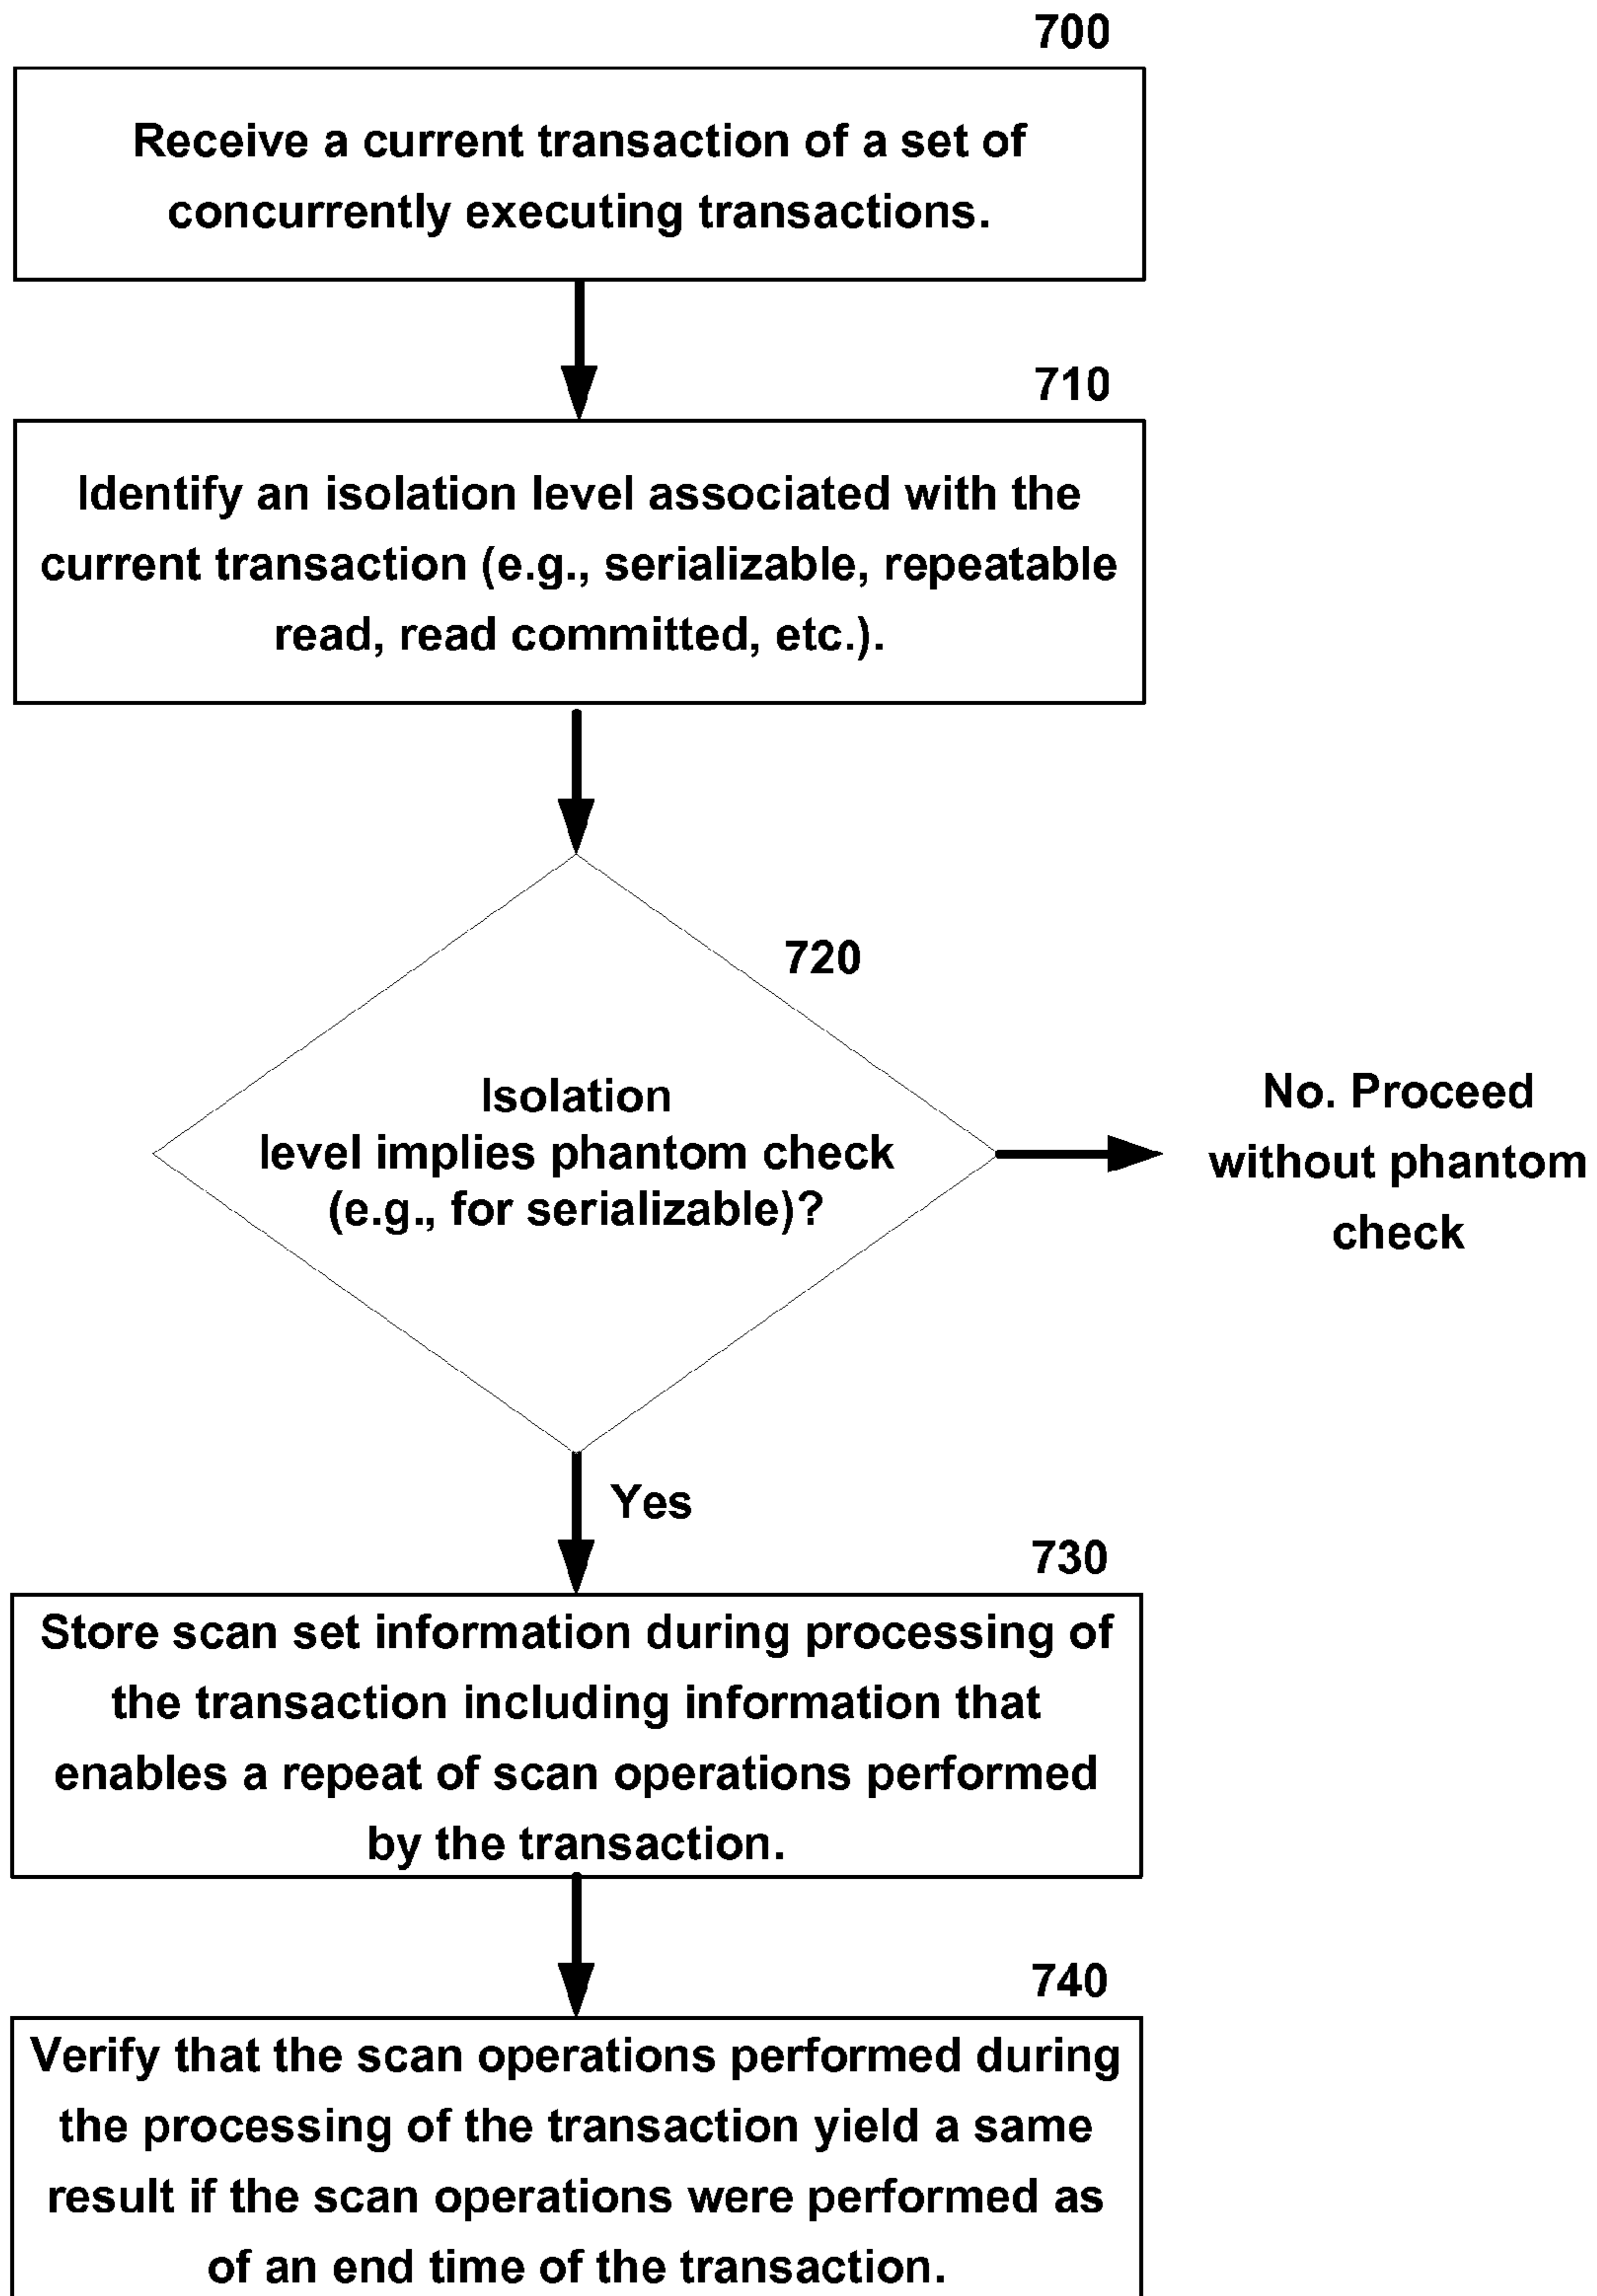 700
Receive a current transaction of a set of
concurrently executing transactions.
710
Identify an isolation level associated with the
current transaction (e.g., serializable, repeatable
read, read committed, etc.).
720
Isolation
level implies phantom check
(e.g., for serializable)?
No. Proceed
without phantom
check
Yes
730
Store scan set information during processing of
the transaction including information that
enables a repeat of scan operations performed
by the transaction.
740
Verify that the scan operations performed during
the processing of the transaction yield a same
result if the scan operations were performed as
of an end time of the transaction.